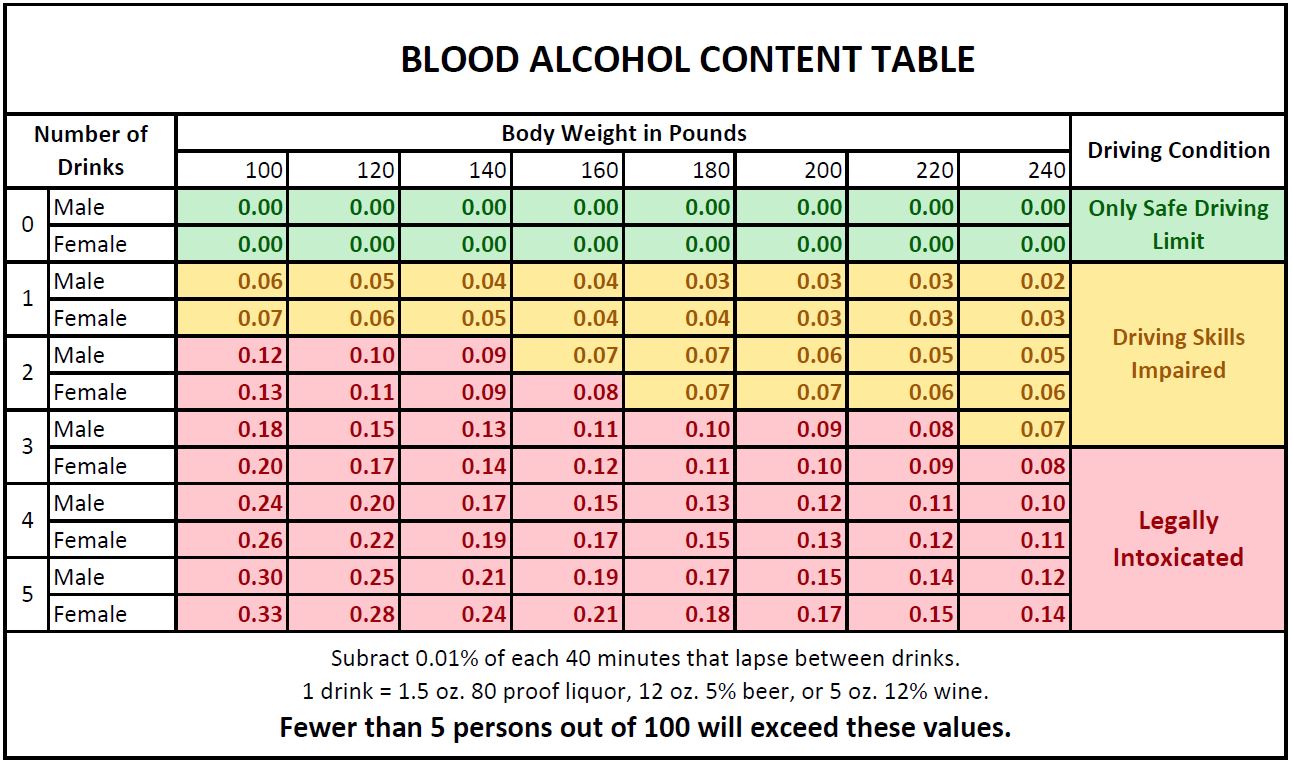 BLOOD ALCOHOL CONTENT TABLE
Number of Drinks Body Weight in Pounds Driving Condition
100 120 140 160 180 200 220 240
0 Male 0.00 0.00 0.00 0.00 0.00 0.00 0.00 0.00 Only Safe Driving
Female 0.00 0.00 0.00 0.00 0.00 0.00 0.00 0.00 Limit
1 Male 0.06 0.05 0.04 0.04 0.03 0.03 0.03 0.02
Female 0.07 0.06 0.05 0.04 0.04 0.03 0.03 0.03 Driving Skills
2 Male 0.12 0.10 0.09 0.07 0.07 0.06 0.05 0.05 Impaired
Female 0.13 0.11 0.09 0.08 0.07 0.07 0.06 0.06
3 Male 0.18 0.15 0.13 0.11 0.10 0.09 0.08 0.07
Female 0.20 0.17 0.14 0.12 0.11 0.10 0.09 0.08
4 Male 0.24 0.20 0.17 0.15 0.13 0.12 0.11 0.10 Legally
Female 0.26 0.22 0.19 0.17 0.15 0.13 0.12 0.11 Intoxicated
5 Male 0.30 0.25 0.21 0.19 0.17 0.15 0.14 0.12
Female 0.33 0.28 0.24 0.21 0.18 0.17 0.15 0.14
Subract 0.01% of each 40 minutes that lapse between drinks.
1 drink = 1.5 oz. 80 proof liquor, 12 oz. 5% beer, or 5 oz. 12% wine.
Fewer than 5 persons out of 100 will exceed these values.